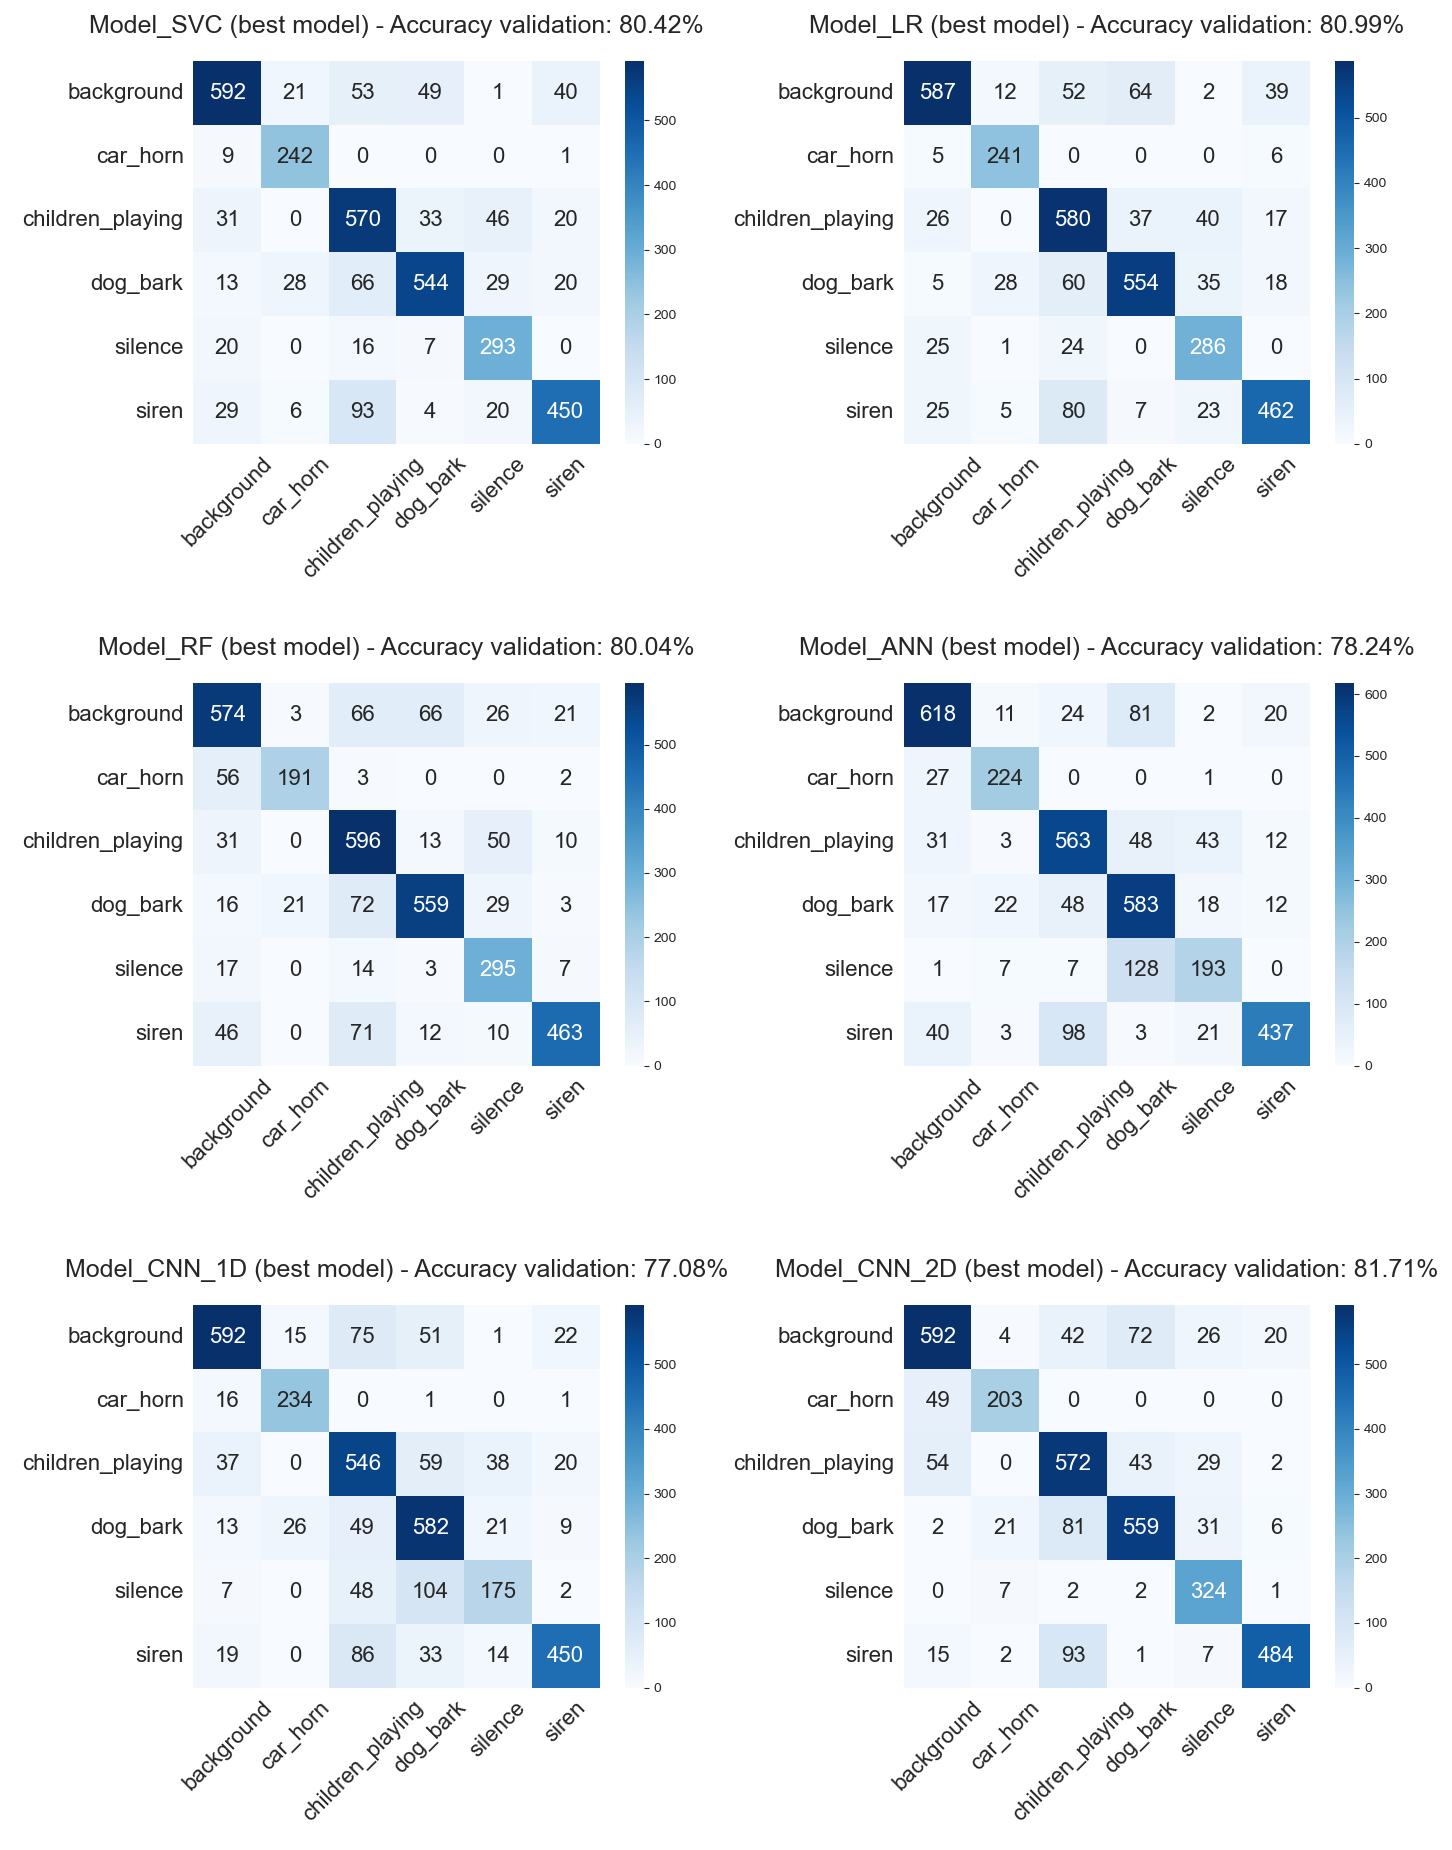 Model_SVC (best model) - Accuracy validation: 80.42%
background 592 21 53 49 1 40
car_horn 9 242 0 0 0 1
children_playing 31 0 570 33 46 20
dog_bark 13 28 66 544 29 20
silence 20 0 16 7 293 0
siren 29 6 93 4 20 450
background car_horn children_playing dog_bark silence siren
500
400
300
200
100
0
Model_LR (best model) - Accuracy validation: 80.99%
background 587 12 52 64 2 39
car_horn 5 241 0 0 0 6
children_playing 26 0 580 37 40 17
dog_bark 5 28 60 554 35 18
silence 25 1 24 0 286 0
siren 25 5 80 7 23 462
background car_horn children_playing dog_bark silence siren
500
400
300
200
100
0
Model_RF (best model) - Accuracy validation: 80.04%
background 574 3 66 66 26 21
car_horn 56 191 3 0 0 2
children_playing 31 0 596 13 50 10
dog_bark 16 21 72 559 29 3
silence 17 0 14 3 295 7
siren 46 0 71 12 10 463
background car_horn children_playing dog_bark silence siren
500
400
300
200
100
0
Model_ANN (best model) - Accuracy validation: 78.24%
background 618 11 24 81 2 20
car_horn 27 224 0 0 1 0
children_playing 31 3 563 48 43 12
dog_bark 17 22 48 583 18 12
silence 1 7 7 128 193 0
siren 40 3 98 3 21 437
background car_horn children_playing dog_bark silence siren
600
500
400
300
200
100
0
Model_CNN_1D (best model) - Accuracy validation: 77.08%
background 592 15 75 51 1 22
car_horn 16 234 0 1 0 1
children_playing 37 0 546 59 38 20
dog_bark 13 26 49 582 21 9
silence 7 0 48 104 175 2
siren 19 0 86 33 14 450
background car_horn children_playing dog_bark silence siren
500
400
300
200
100
0
Model_CNN_2D (best model) - Accuracy validation: 81.71%
background 592 4 42 72 26 20
car_horn 49 203 0 0 0 0
children_playing 54 0 572 43 29 2
dog_bark 2 21 81 559 31 6
silence 0 7 2 2 324 1
siren 15 2 93 1 7 484
background car_horn children_playing dog_bark silence siren
500
400
300
200
100
0